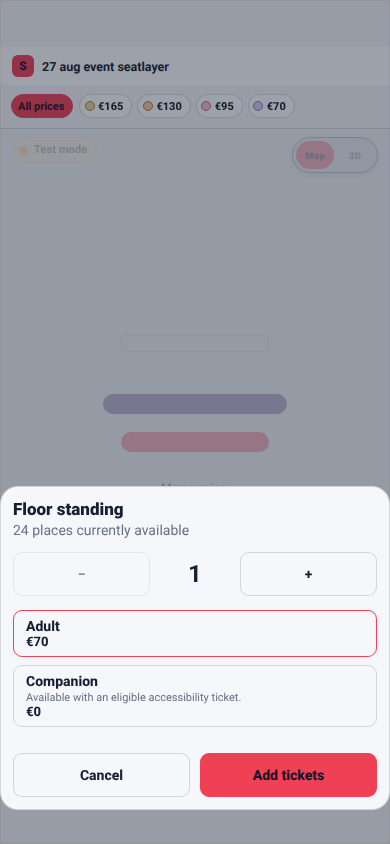 S 27 aug event seatlayer
All prices €165 €130 €95 €70
Test mode Map 3D
Floor standing
24 places currently available
− 1 +
Adult
€70
Companion
Available with an eligible accessibility ticket.
€0
Cancel Add tickets